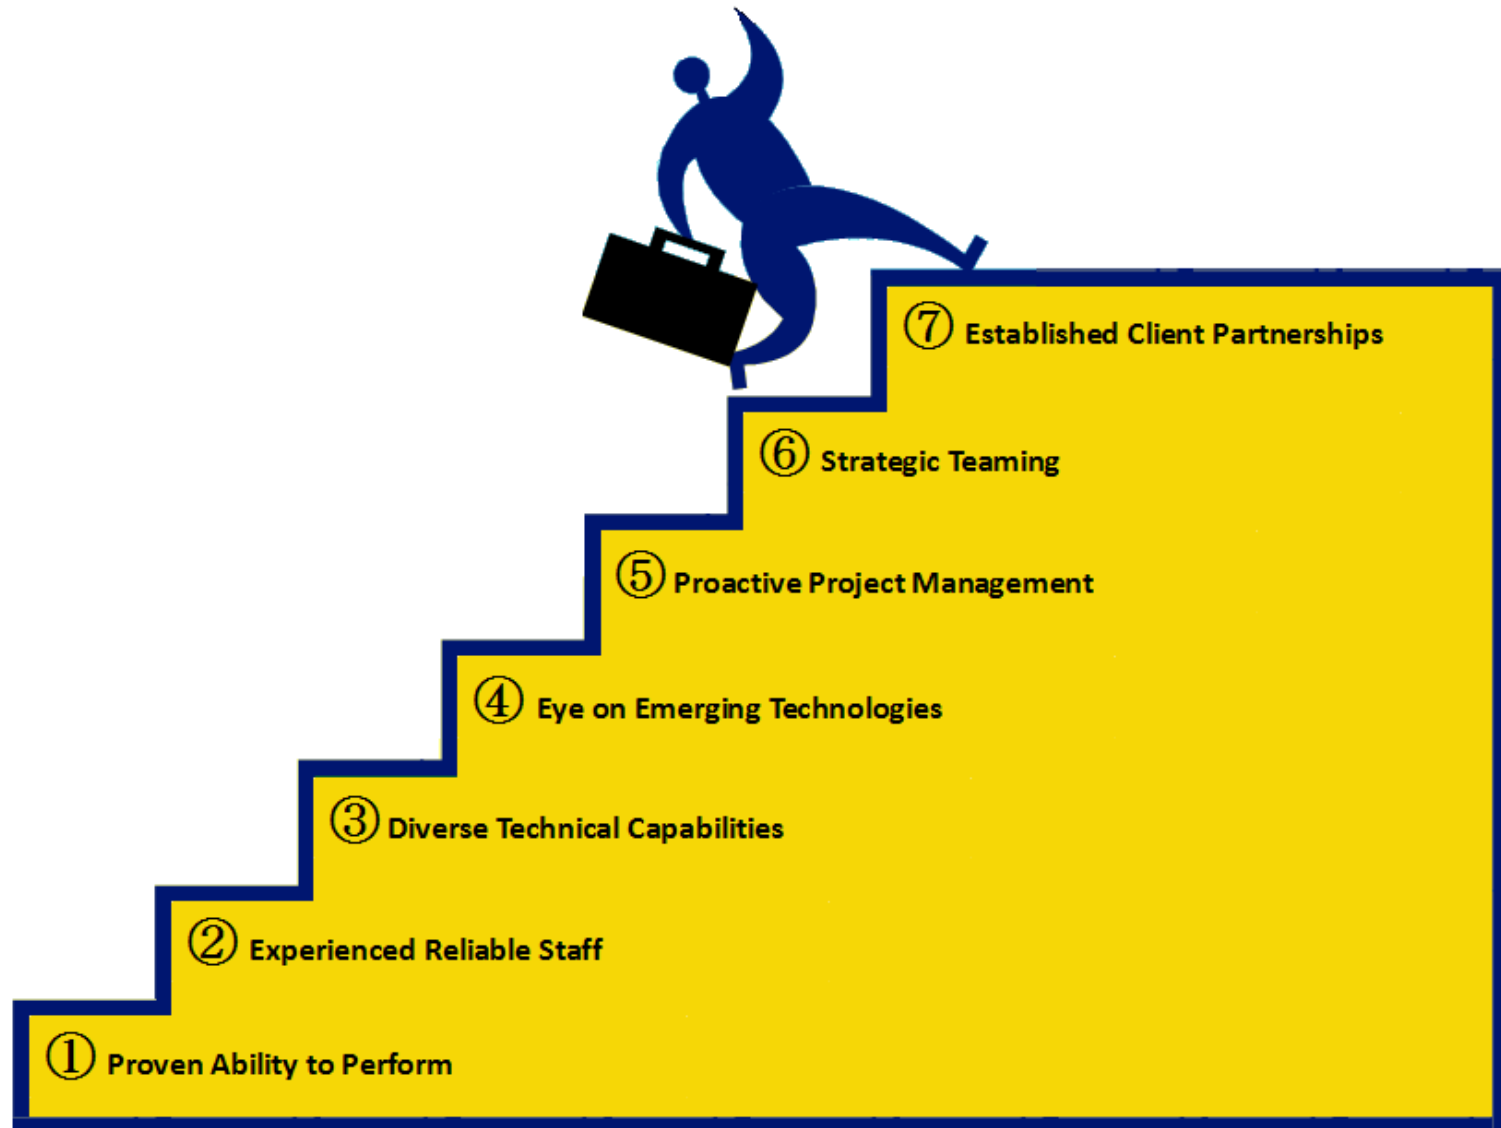 ⑦ Established Client Partnerships
⑥ Strategic Teaming
⑤ Proactive Project Management
④ Eye on Emerging Technologies
③ Diverse Technical Capabilities
② Experienced Reliable Staff
① Proven Ability to Perform